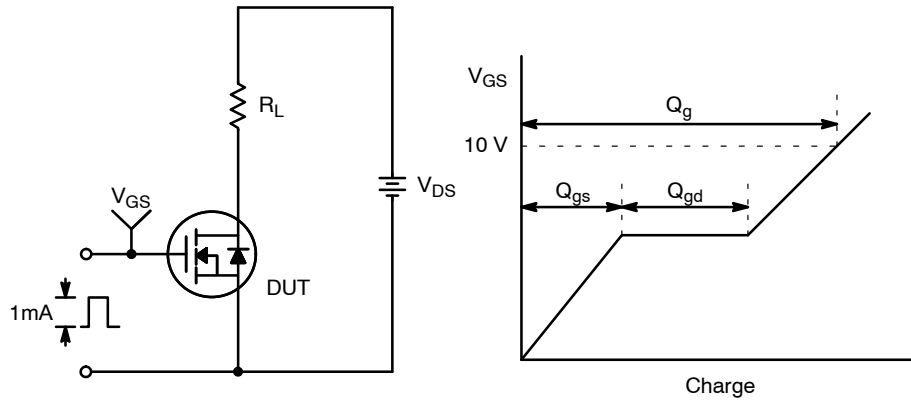 R_L
V_GS
V_DS
DUT
1mA
V_GS
Q_g
10 V
Q_gs
Q_gd
Charge